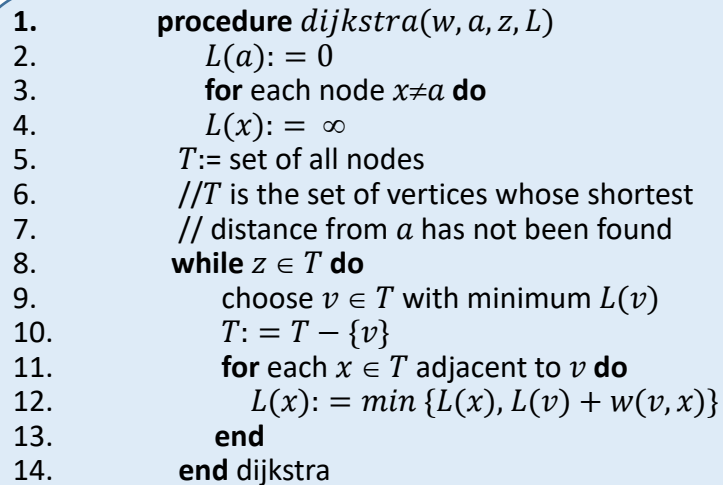 1. procedure dijkstra(w, a, z, L)
2. L(a): = 0
3. for each node x≠a do
4. L(x): = ∞
5. T:= set of all nodes
6. //T is the set of vertices whose shortest
7. // distance from a has not been found
8. while z ∈ T do
9. choose v ∈ T with minimum L(v)
10. T: = T − {v}
11. for each x ∈ T adjacent to v do
12. L(x): = min {L(x), L(v) + w(v, x)}
13. end
14. end dijkstra